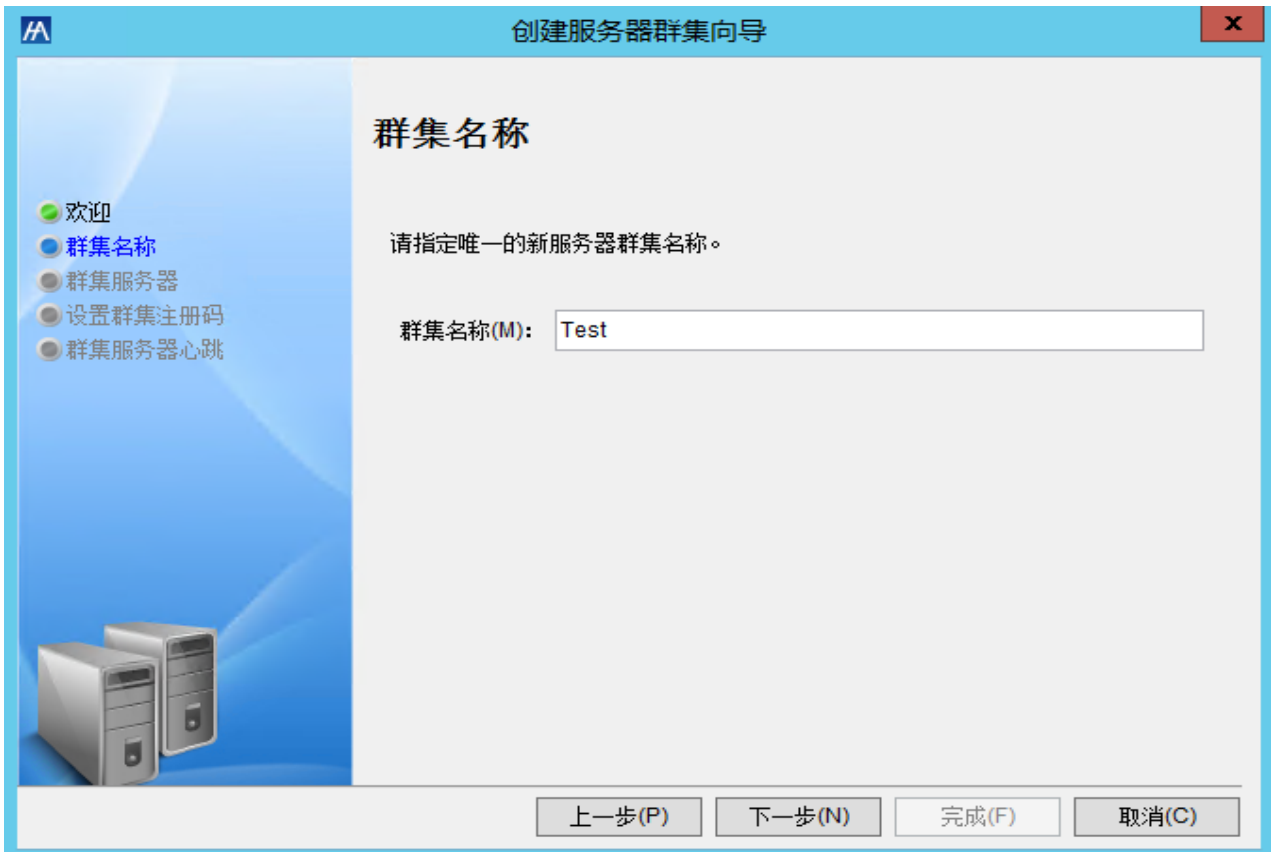 HA
创建服务器群集向导
x
群集名称
欢迎
群集名称
群集服务器
设置群集注册码
群集服务器心跳
请指定唯一的新服务器群集名称。
群集名称(M): Test
上一步(P) 下一步(N) 完成(F) 取消(C)